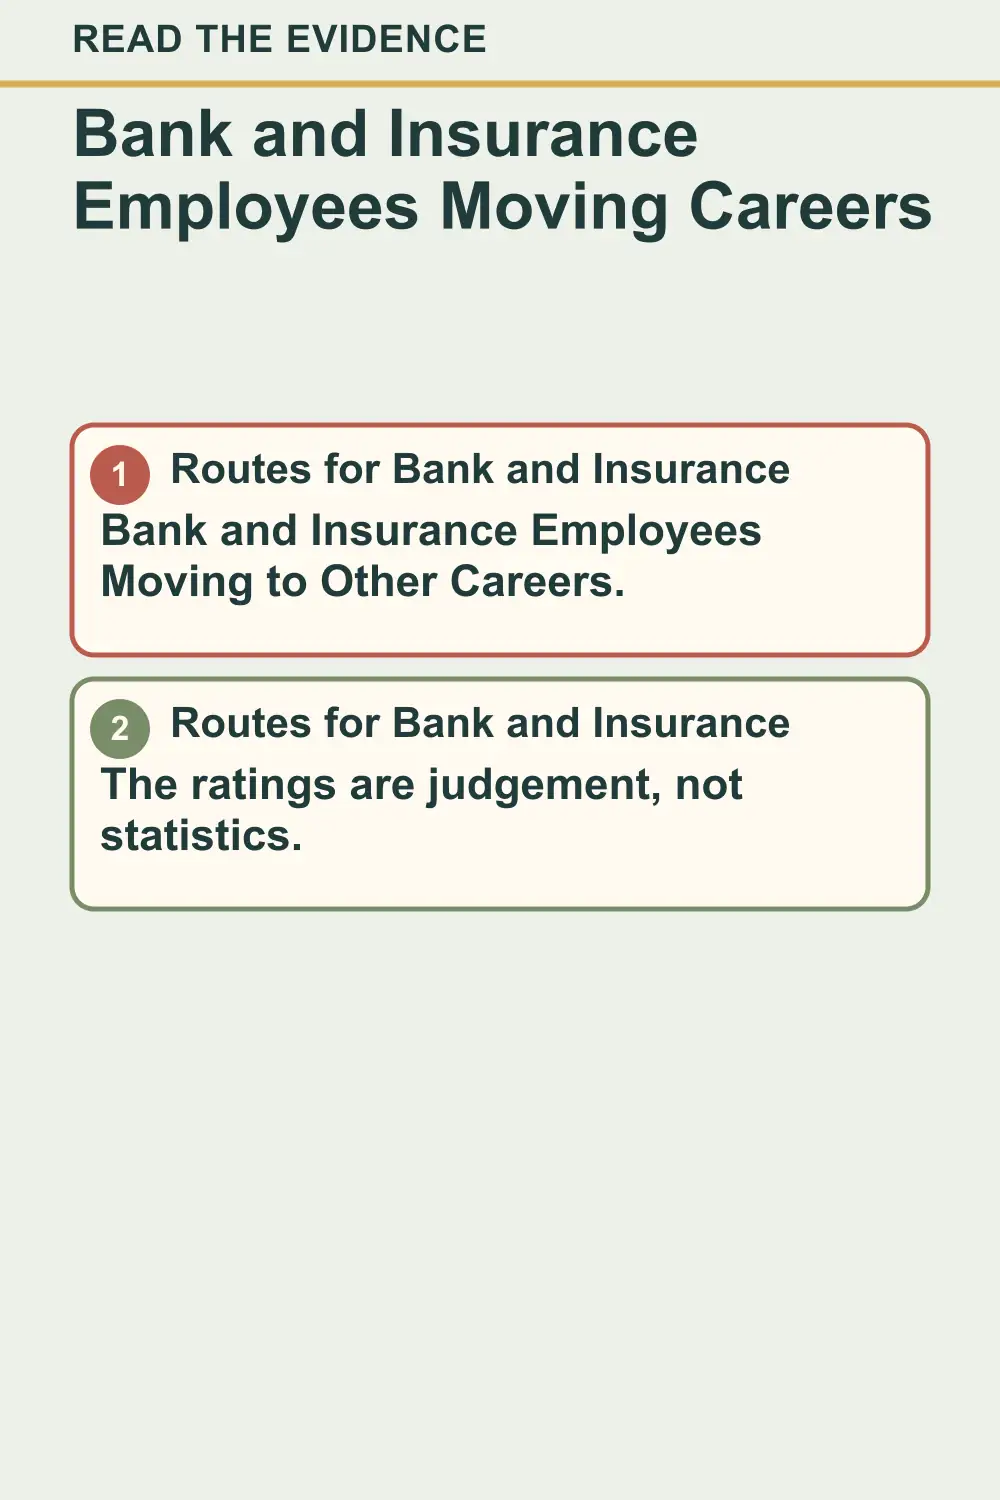 READ THE EVIDENCE
Bank and Insurance
Employees Moving Careers
1 Routes for Bank and Insurance
Bank and Insurance Employees
Moving to Other Careers.
2 Routes for Bank and Insurance
The ratings are judgement, not
statistics.